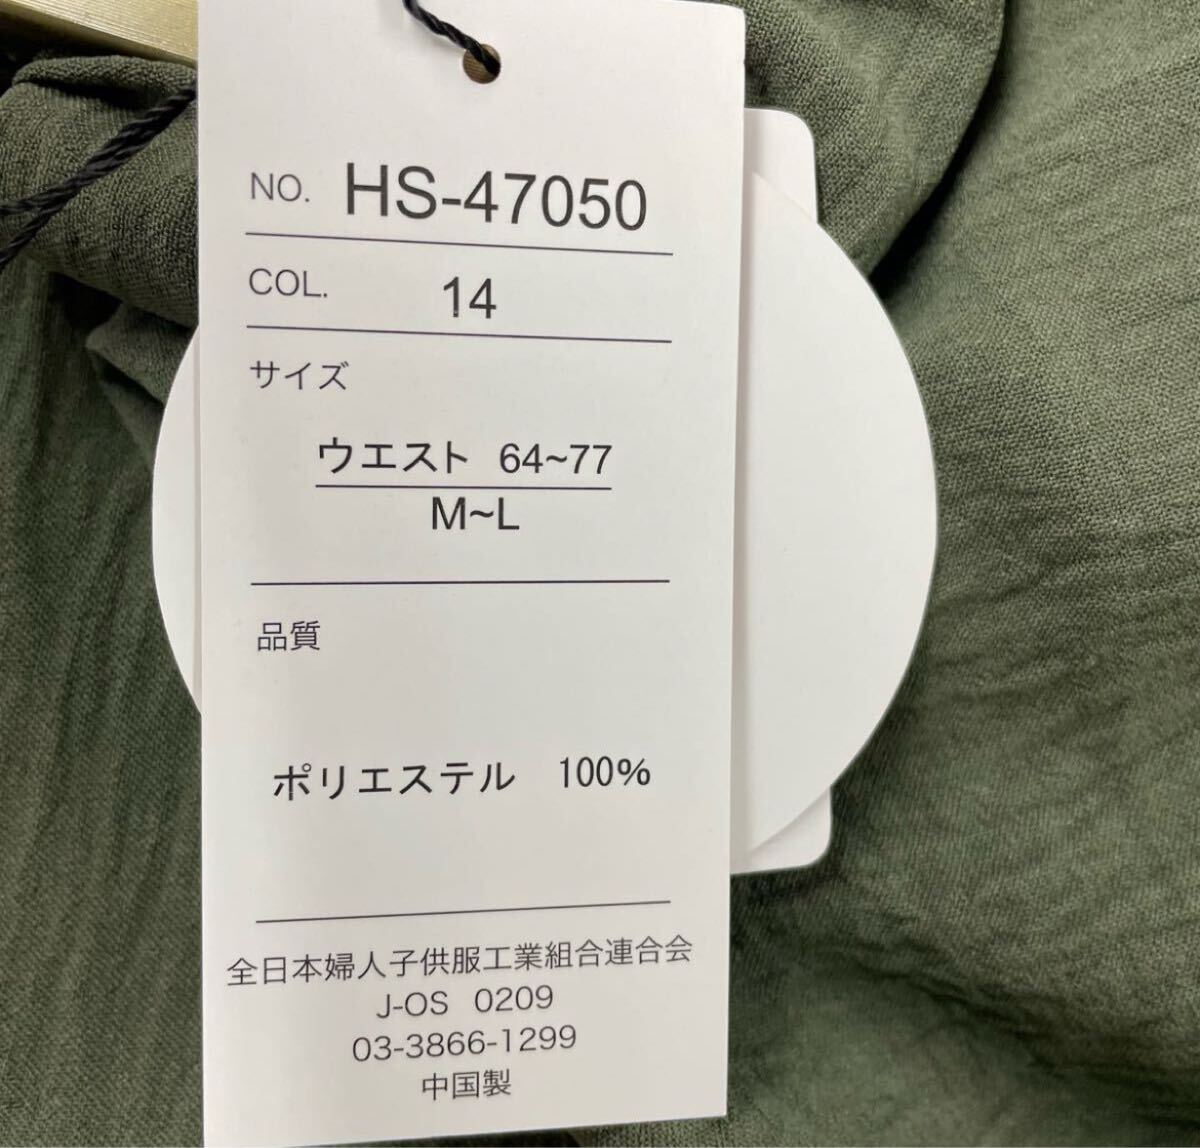 NO. HS-47050
COL. 14
サイズ
ウエスト 64~77
M~L
品質
ポリエステル 100%
全日本婦人子供服工業組合連合会
J-OS 0209
03-3866-1299
中国製